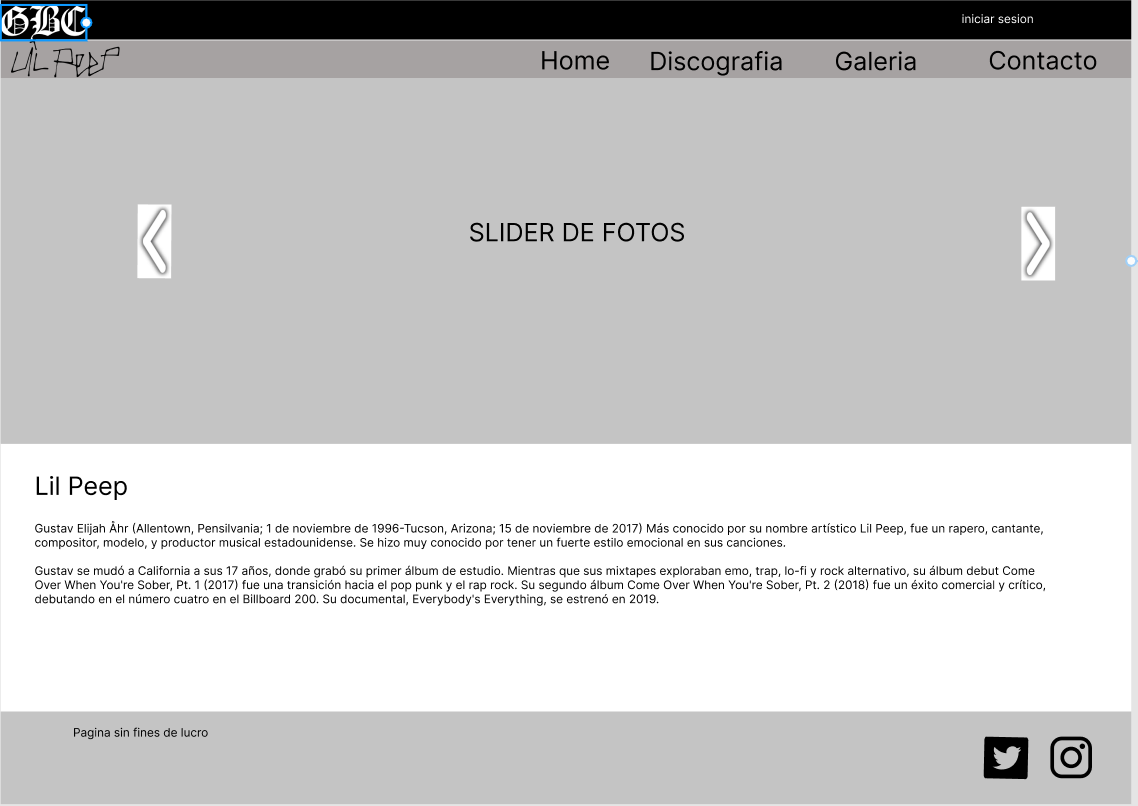 GBC
iniciar sesion
LIL PEEP
Home Discografia Galeria Contacto
SLIDER DE FOTOS
Lil Peep
Gustav Elijah Åhr (Allentown, Pensilvania; 1 de noviembre de 1996-Tucson, Arizona; 15 de noviembre de 2017) Más conocido por su nombre artístico Lil Peep, fue un rapero, cantante,
compositor, modelo, y productor musical estadounidense. Se hizo muy conocido por tener un fuerte estilo emocional en sus canciones.
Gustav se mudó a California a sus 17 años, donde grabó su primer álbum de estudio. Mientras que sus mixtapes exploraban emo, trap, lo-fi y rock alternativo, su álbum debut Come
Over When You're Sober, Pt. 1 (2017) fue una transición hacia el pop punk y el rap rock. Su segundo álbum Come Over When You're Sober, Pt. 2 (2018) fue un éxito comercial y crítico,
debutando en el número cuatro en el Billboard 200. Su documental, Everybody's Everything, se estrenó en 2019.
Pagina sin fines de lucro